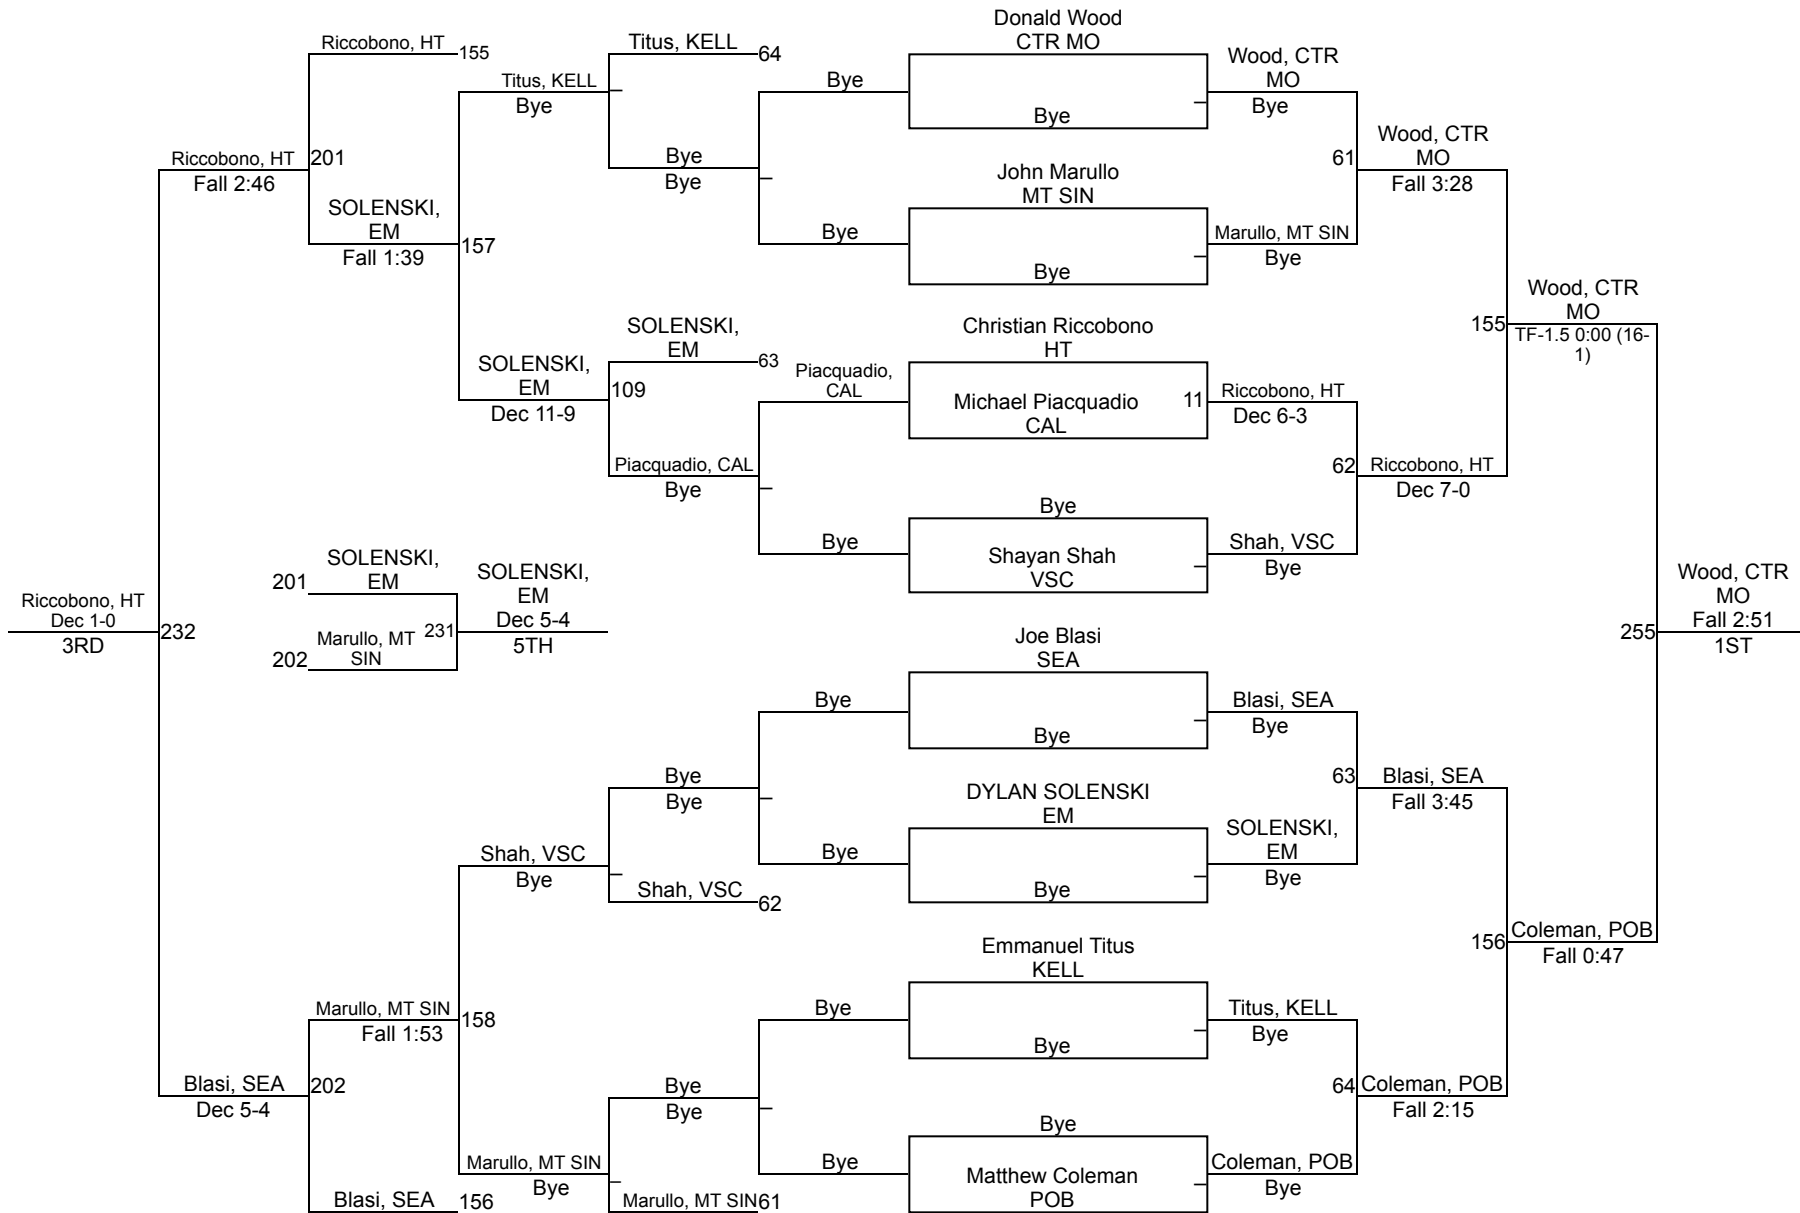 Donald Wood
CTR MO
Riccobono, HT
155
Titus, KELL
64
Wood, CTR
MO
Titus, KELL
Bye
Bye
Bye
Bye
Wood, CTR
MO
Riccobono, HT
201
Bye
61
Fall 2:46
Bye
John Marullo
MT SIN
Fall 3:28
SOLENSKI,
EM
157
Bye
Marullo, MT SIN
Fall 1:39
Bye
Bye
Wood, CTR
MO
SOLENSKI,
EM
Christian Riccobono
HT
155
TF-1.5 0:00 (16-
1)
SOLENSKI,
EM
63
Piacquadio,
CAL
109
Michael Piacquadio
CAL
11
Riccobono, HT
Dec 11-9
Dec 6-3
Piacquadio, CAL
62
Riccobono, HT
Bye
Dec 7-0
Bye
Bye
Shayan Shah
VSC
Shah, VSC
Bye
201
SOLENSKI,
EM
SOLENSKI,
EM
Riccobono, HT
Dec 1-0
3RD
232
202
Marullo, MT
SIN
231
Dec 5-4
5TH
Wood, CTR
MO
255
Fall 2:51
1ST
Joe Blasi
SEA
Bye
Blasi, SEA
Bye
Bye
Bye
Bye
63
Blasi, SEA
DYLAN SOLENSKI
EM
Fall 3:45
Shah, VSC
Bye
SOLENSKI,
EM
Bye
Shah, VSC
62
Bye
Bye
Emmanuel Titus
KELL
156
Coleman, POB
Fall 0:47
Marullo, MT SIN
158
Bye
Titus, KELL
Fall 1:53
Bye
Bye
Blasi, SEA
202
Bye
64
Coleman, POB
Dec 5-4
Bye
Bye
Fall 2:15
Marullo, MT SIN
Bye
Bye
Matthew Coleman
POB
Coleman, POB
Bye
Blasi, SEA
156
Marullo, MT SIN
61